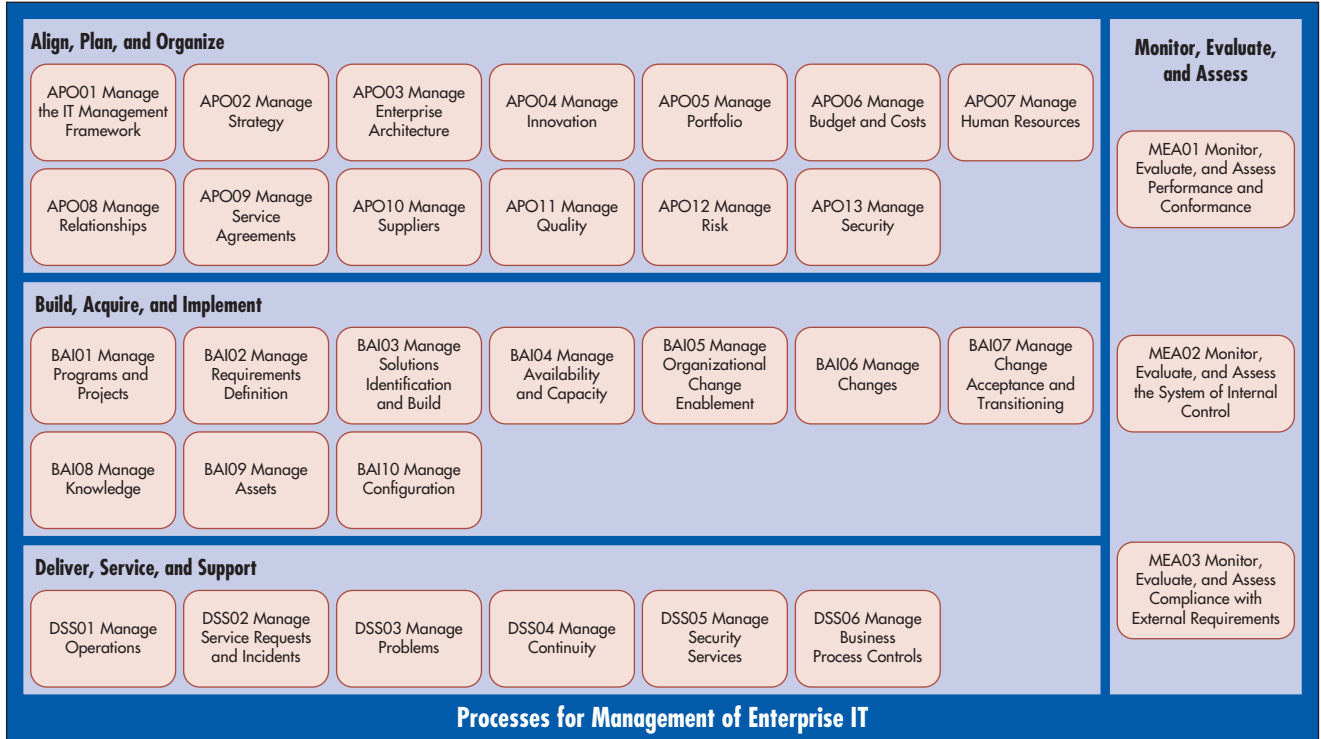 Align, Plan, and Organize
APO01 Manage
the IT Management
Framework
APO02 Manage
Strategy
APO03 Manage
Enterprise
Architecture
APO04 Manage
Innovation
APO05 Manage
Portfolio
APO06 Manage
Budget and Costs
APO07 Manage
Human Resources
APO08 Manage
Relationships
APO09 Manage
Service
Agreements
APO10 Manage
Suppliers
APO11 Manage
Quality
APO12 Manage
Risk
APO13 Manage
Security
Build, Acquire, and Implement
BAI01 Manage
Programs and
Projects
BAI02 Manage
Requirements
Definition
BAI03 Manage
Solutions
Identification
and Build
BAI04 Manage
Availability
and Capacity
BAI05 Manage
Organizational
Change
Enablement
BAI06 Manage
Changes
BAI07 Manage
Change
Acceptance and
Transitioning
BAI08 Manage
Knowledge
BAI09 Manage
Assets
BAI10 Manage
Configuration
Deliver, Service, and Support
DSS01 Manage
Operations
DSS02 Manage
Service Requests
and Incidents
DSS03 Manage
Problems
DSS04 Manage
Continuity
DSS05 Manage
Security
Services
DSS06 Manage
Business
Process Controls
Monitor, Evaluate,
and Assess
MEA01 Monitor,
Evaluate, and Assess
Performance and
Conformance
MEA02 Monitor,
Evaluate, and Assess
the System of Internal
Control
MEA03 Monitor,
Evaluate, and Assess
Compliance with
External Requirements
Processes for Management of Enterprise IT